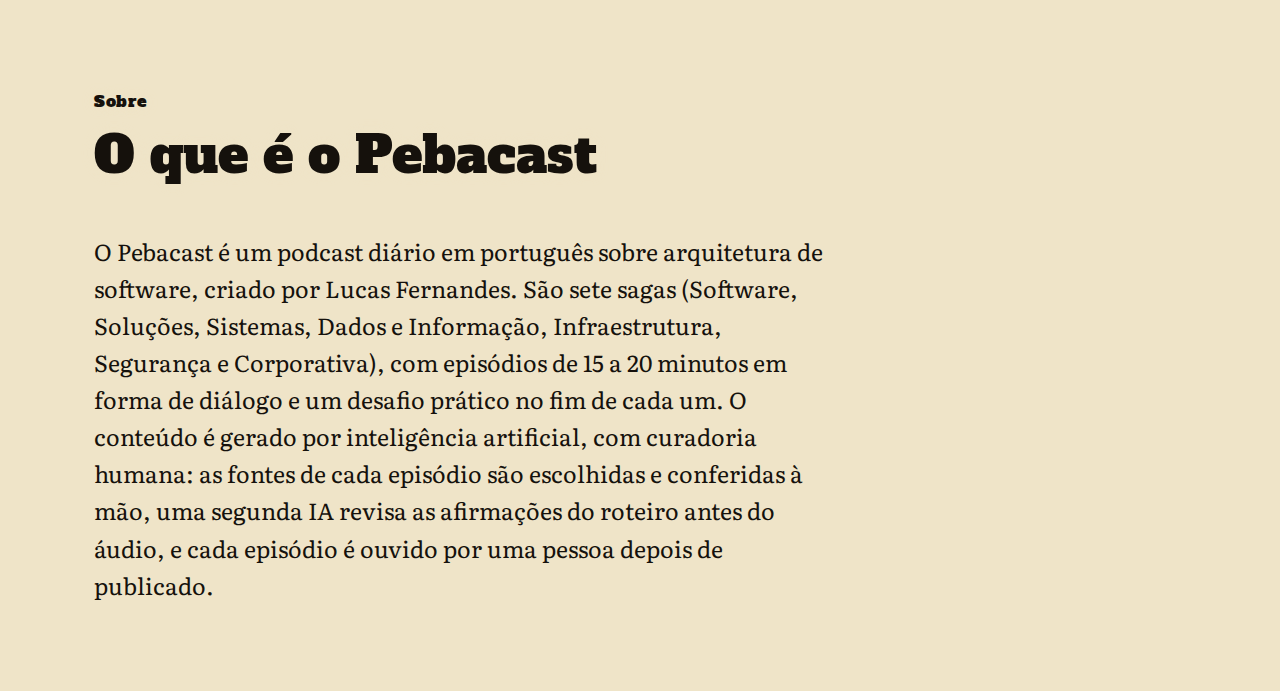 Sobre
O que é o Pebacast
O Pebacast é um podcast diário em português sobre arquitetura de
software, criado por Lucas Fernandes. São sete sagas (Software,
Soluções, Sistemas, Dados e Informação, Infraestrutura,
Segurança e Corporativa), com episódios de 15 a 20 minutos em
forma de diálogo e um desafio prático no fim de cada um. O
conteúdo é gerado por inteligência artificial, com curadoria
humana: as fontes de cada episódio são escolhidas e conferidas à
mão, uma segunda IA revisa as afirmações do roteiro antes do
áudio, e cada episódio é ouvido por uma pessoa depois de
publicado.